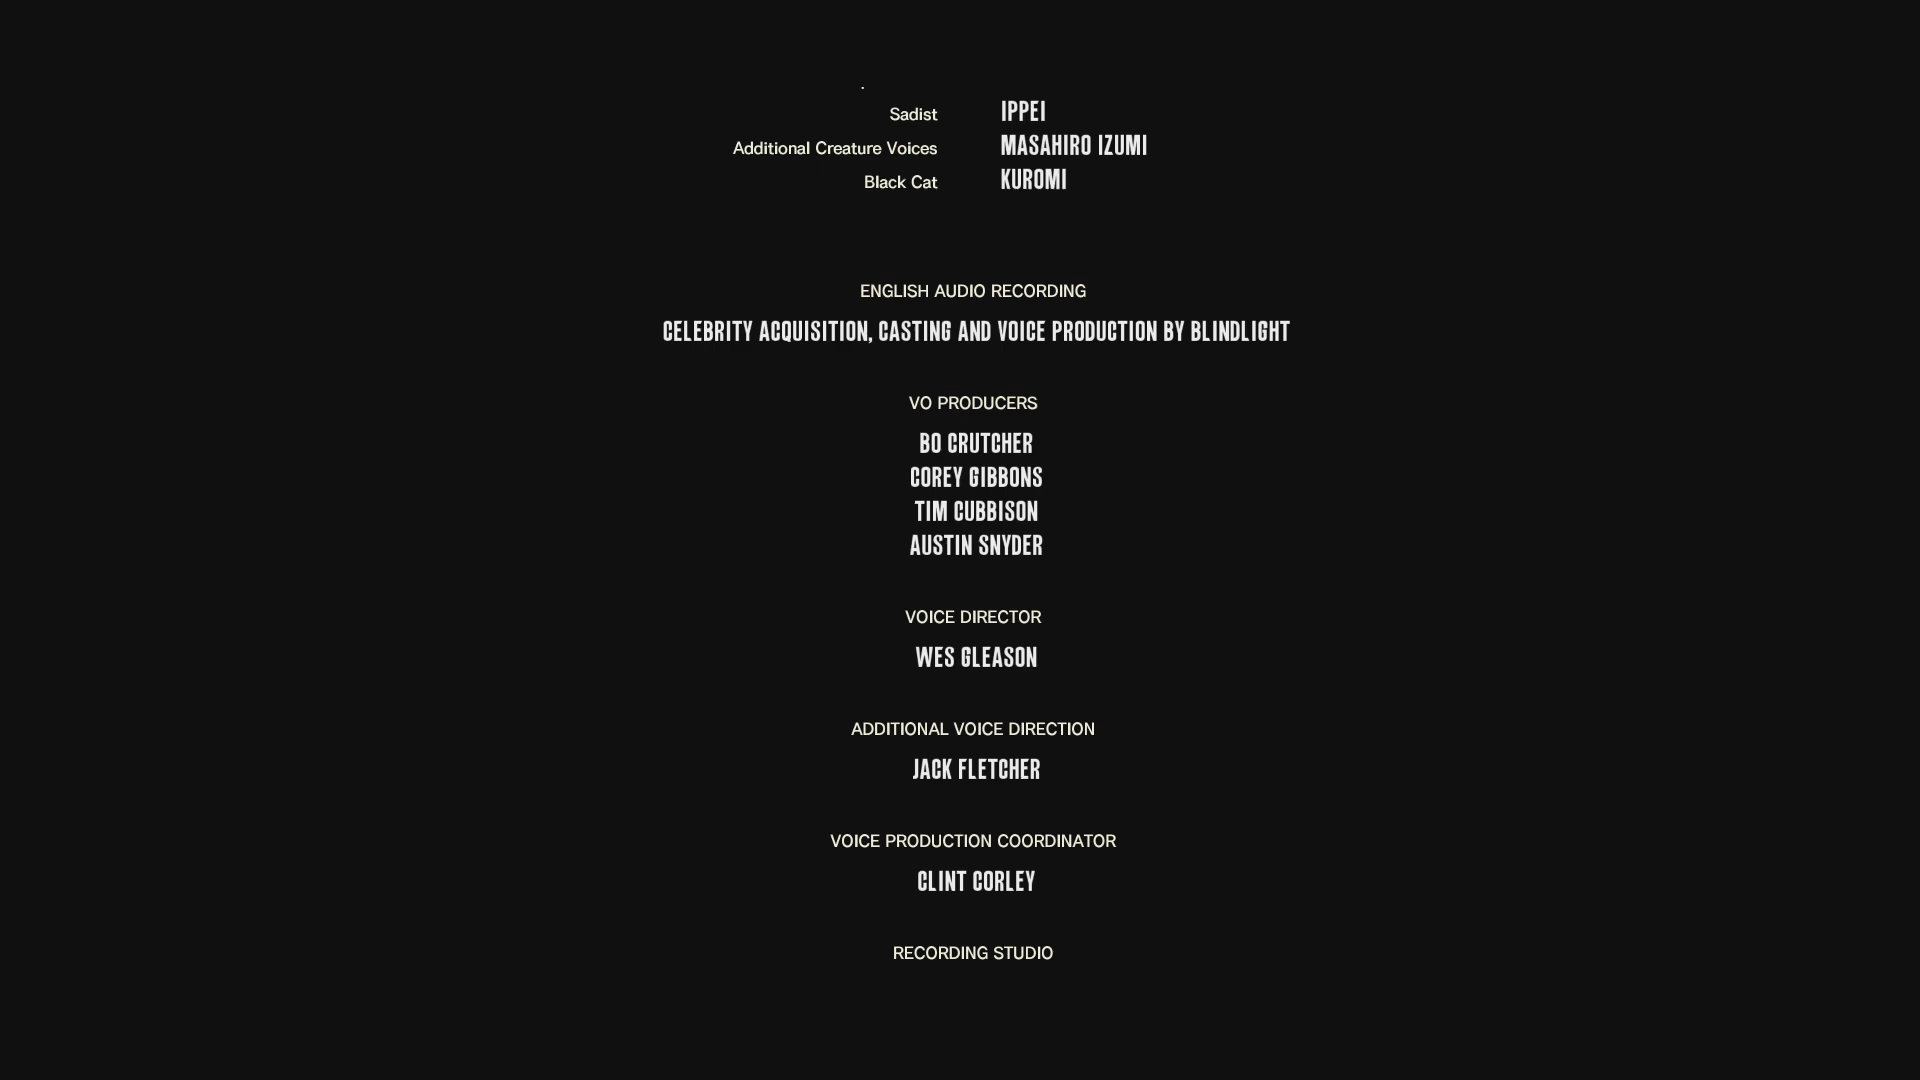 Sadist IPPEI
Additional Creature Voices MASAHIRO IZUMI
Black Cat KUROMI
ENGLISH AUDIO RECORDING
CELEBRITY ACQUISITION, CASTING AND VOICE PRODUCTION BY BLINDLIGHT
VO PRODUCERS
BO CRUTCHER
COREY GIBBONS
TIM CUBBISON
AUSTIN SNYDER
VOICE DIRECTOR
WES GLEASON
ADDITIONAL VOICE DIRECTION
JACK FLETCHER
VOICE PRODUCTION COORDINATOR
CLINT CORLEY
RECORDING STUDIO